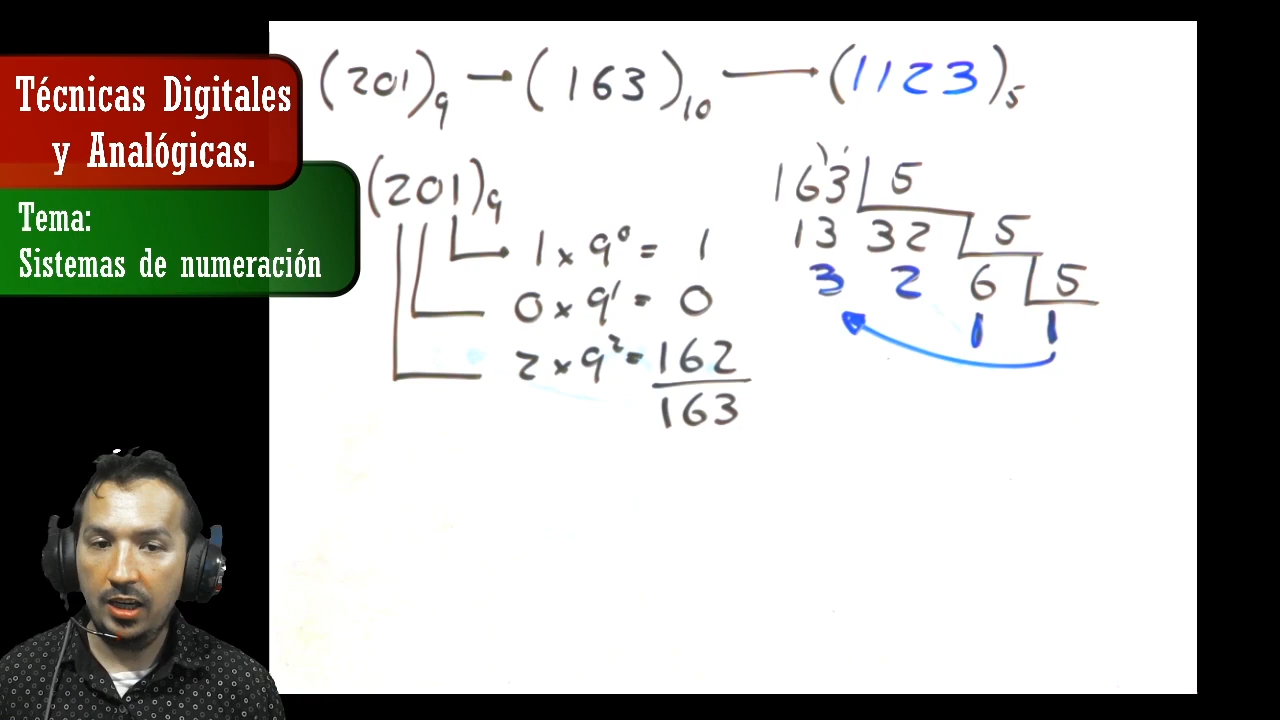 Técnicas Digitales
y Analógicas.
Tema:
Sistemas de numeración
(201)₉ → (163)₁₀ → (1123)₅
(201)₉
1 × 9⁰ = 1
0 × 9¹ = 0
2 × 9² = 162
163
163 5
13 32 5
3 2 6 5
1 1